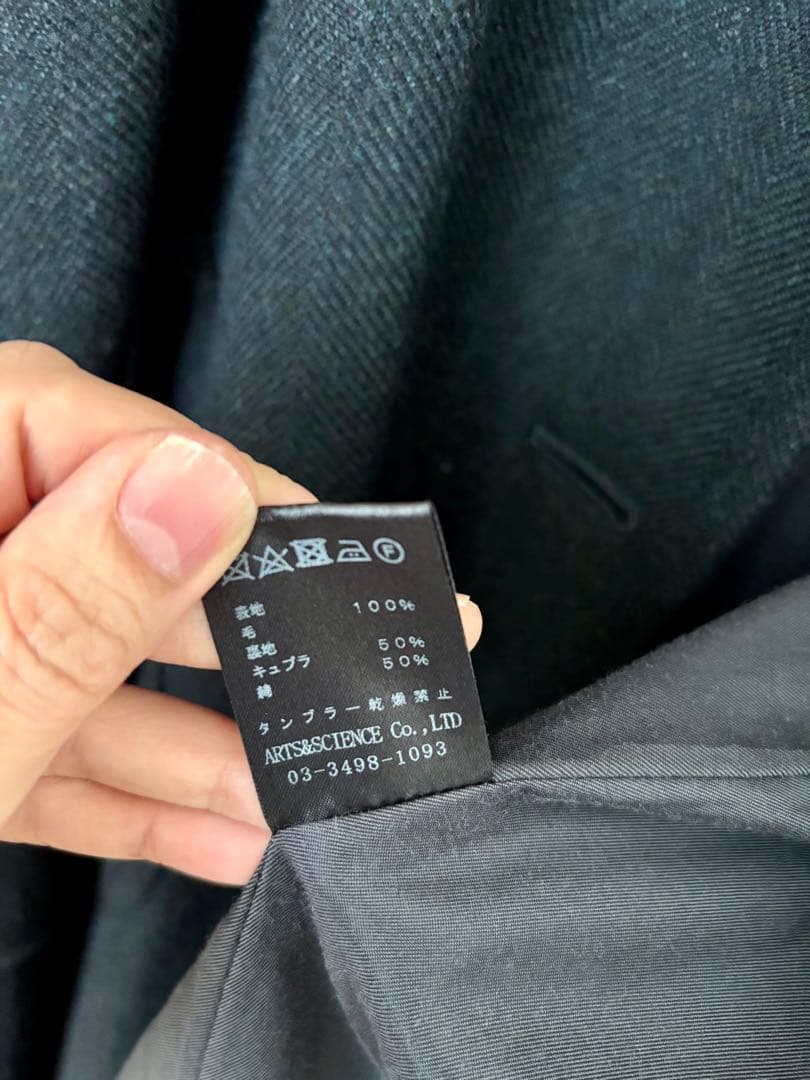 F
表地
100%
毛
裏地
50%
キュプラ
50%
綿
タンブラー乾燥禁止
ARTS&SCIENCE Co.,LTD
03-3498-1093